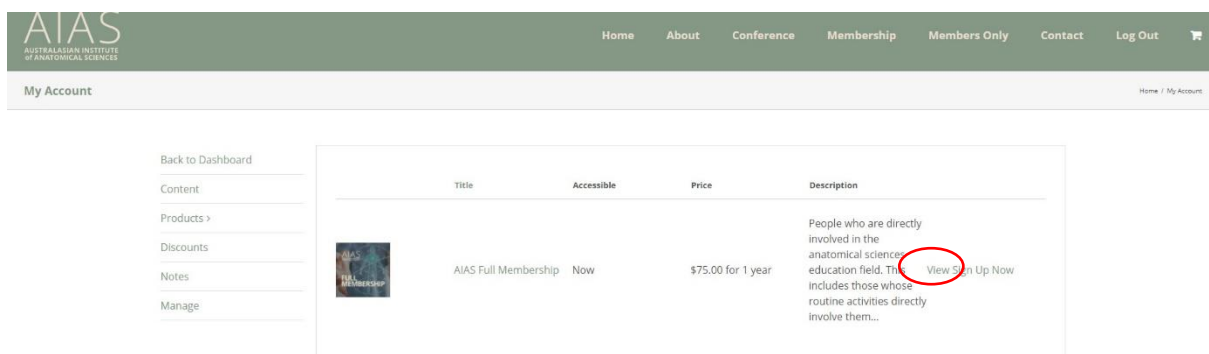 AIAS
AUSTRALASIAN INSTITUTE
of ANATOMICAL SCIENCES
Home About Conference Membership Members Only Contact Log Out
My Account
Home / My Account
Back to Dashboard
Content
Products >
Discounts
Notes
Manage
Title Accessible Price Description
AIAS
FULL
MEMBERSHIP
AIAS Full Membership Now $75.00 for 1 year
People who are directly
involved in the
anatomical sciences
education field. This
includes those whose
routine activities directly
involve them...
View Sign Up Now